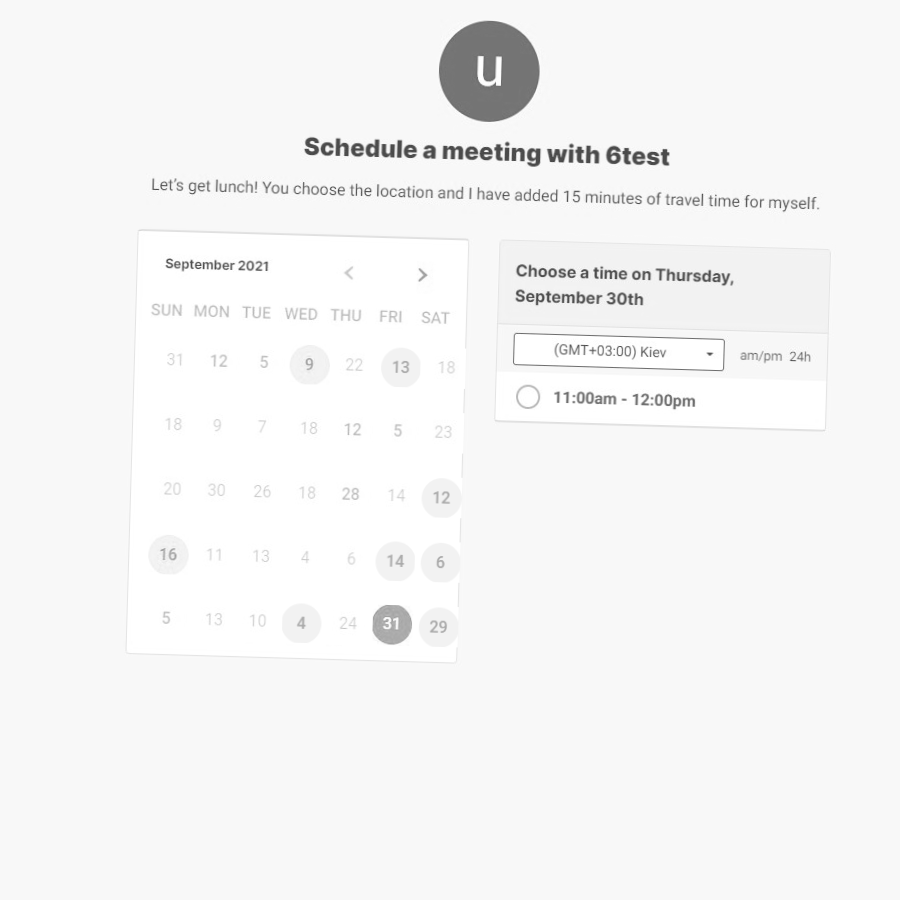 u
Schedule a meeting with 6test
Let's get lunch! You choose the location and I have added 15 minutes of travel time for myself.
September 2021
SUN MON TUE WED THU FRI SAT
31 12 5 9 22 13 18
18 9 7 18 12 5 23
20 30 26 18 28 14 12
16 11 13 4 6 14 6
5 13 10 4 24 31 29
Choose a time on Thursday,
September 30th
(GMT+03:00) Kiev am/pm 24h
11:00am - 12:00pm